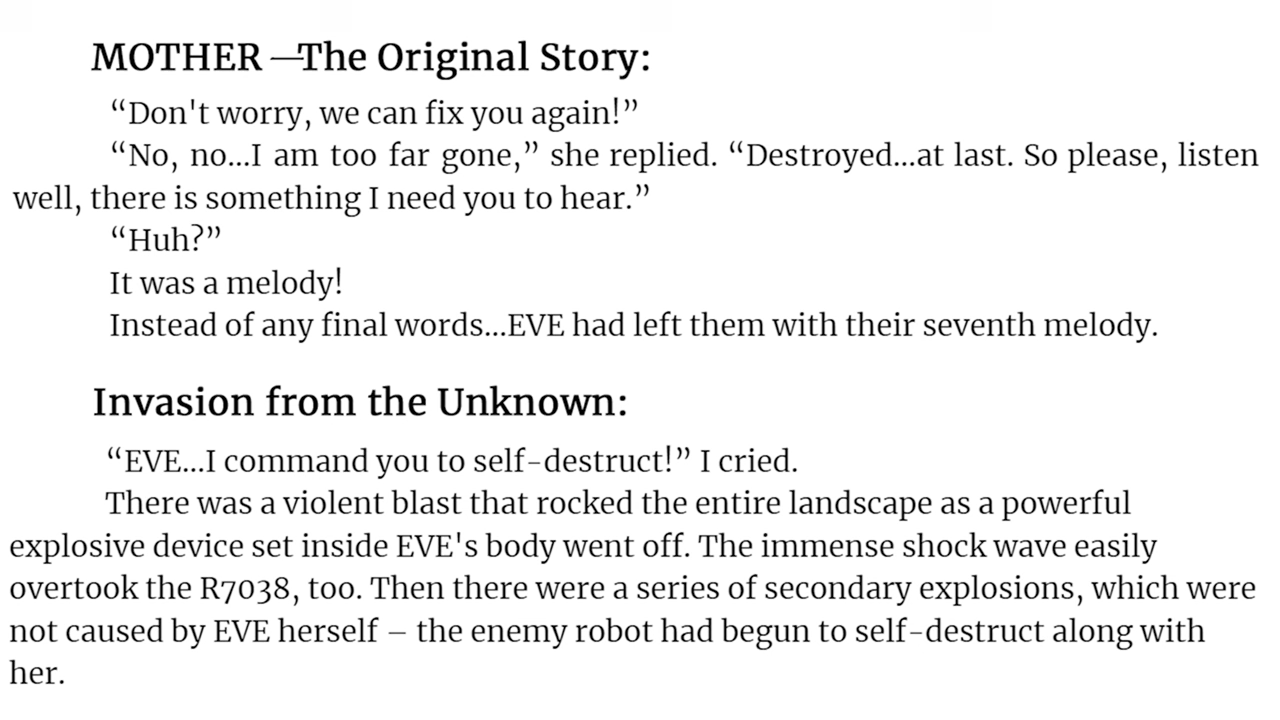 MOTHER —The Original Story:
“Don't worry, we can fix you again!”
“No, no...I am too far gone,” she replied. “Destroyed...at last. So please, listen
well, there is something I need you to hear.”
“Huh?”
It was a melody!
Instead of any final words...EVE had left them with their seventh melody.
Invasion from the Unknown:
“EVE...I command you to self-destruct!” I cried.
There was a violent blast that rocked the entire landscape as a powerful
explosive device set inside EVE's body went off. The immense shock wave easily
overtook the R7038, too. Then there were a series of secondary explosions, which were
not caused by EVE herself – the enemy robot had begun to self-destruct along with
her.